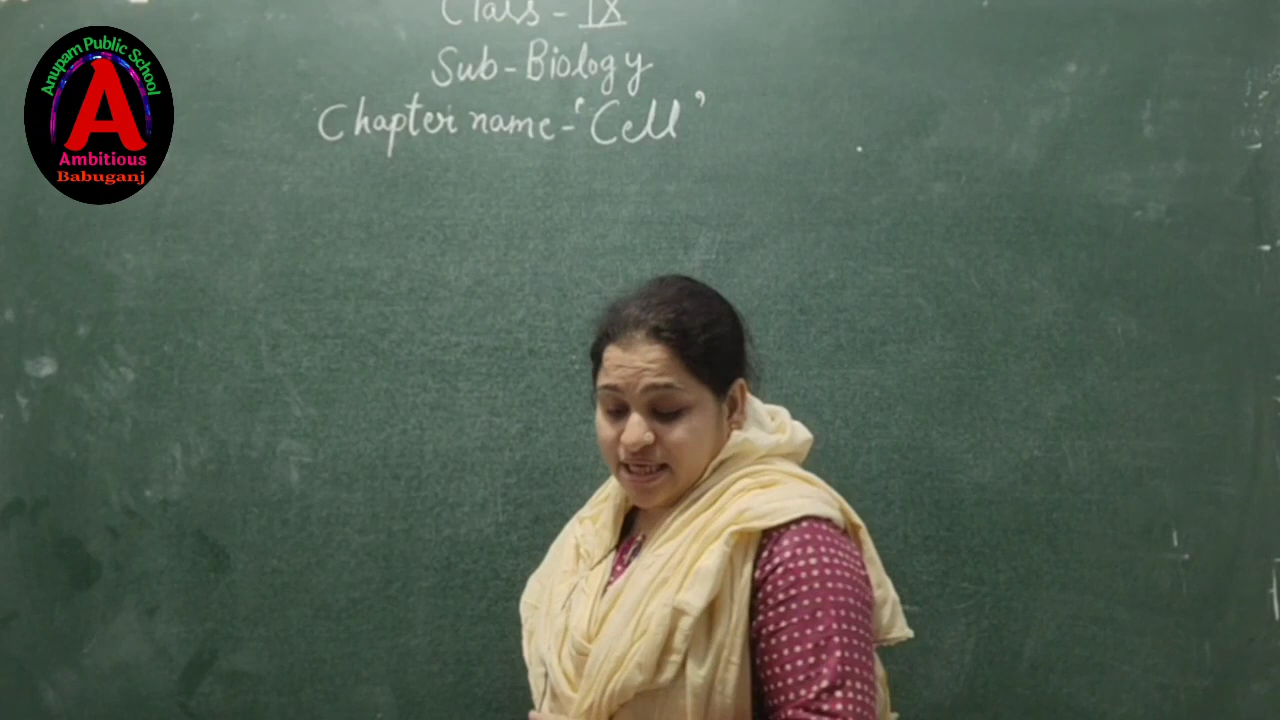 Class - IX
Sub - Biology
Chapter name - "Cell"
Anupam Public School
A
Ambitious
Babuganj